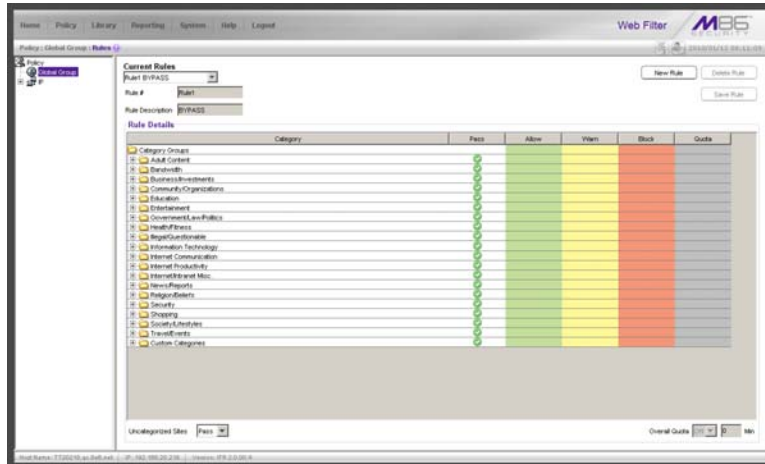 Home Policy Library Reporting System Help Logout
Web Filter
M86 SECURITY
Policy : Global Group : Rules
Policy
Global Group
IP
Current Rules
Rule1 BYPASS
New Rule Delete Rule
Rule # Rule1
Save Rule
Rule Description BYPASS
Rule Details
Category Pass Allow Warn Block Quota
Category Groups
Adult Content
Bandwidth
Business/Investments
Community/Organizations
Education
Entertainment
Government/Law/Politics
Health/Fitness
Illegal/Questionable
Information Technology
Internet Communication
Internet Productivity
Internet/Intranet Misc.
News/Reports
Religion/Beliefs
Security
Shopping
Society/Lifestyles
Travel/Events
Custom Categories
Uncategorized Sites Pass
Overall Quota 0 Min
Host Name: